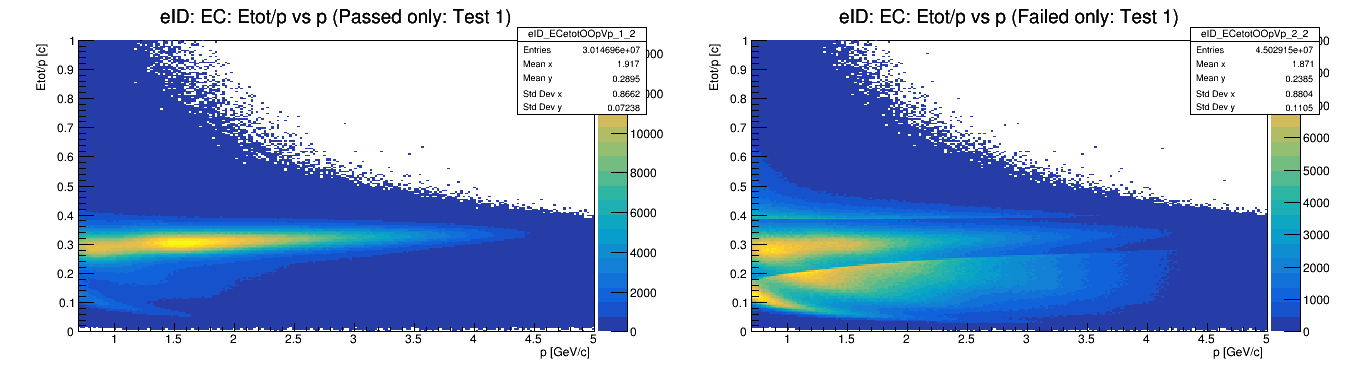 eID: EC: Etot/p vs p (Passed only: Test 1)
eID_ECetotOOpVp_1_2
Entries 3.014696e+07
Mean x 1.917
Mean y 0.2895
Std Dev x 0.8662
Std Dev y 0.07238
Etot/p [c]
1
0.9
0.8
0.7
0.6
0.5
0.4
0.3
0.2
0.1
0
1
1.5
2
2.5
3
3.5
4
4.5
5
p [GeV/c]
10000
8000
6000
4000
2000
0
eID: EC: Etot/p vs p (Failed only: Test 1)
eID_ECetotOOpVp_2_2
Entries 4.502915e+07
Mean x 1.871
Mean y 0.2385
Std Dev x 0.8804
Std Dev y 0.1105
Etot/p [c]
1
0.9
0.8
0.7
0.6
0.5
0.4
0.3
0.2
0.1
0
1
1.5
2
2.5
3
3.5
4
4.5
5
p [GeV/c]
6000
5000
4000
3000
2000
1000
0